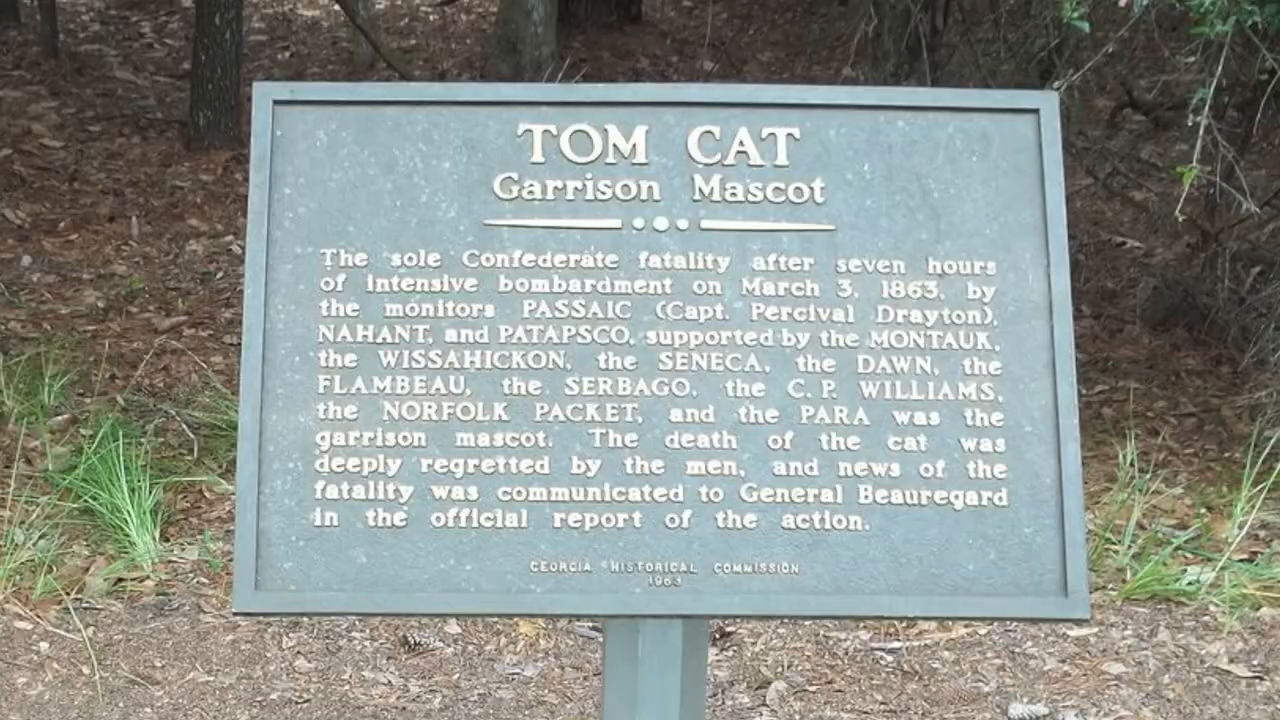 TOM CAT
Garrison Mascot
The sole Confederate fatality after seven hours
of intensive bombardment on March 3, 1863, by
the monitors PASSAIC (Capt. Percival Drayton),
NAHANT, and PATAPSCO, supported by the MONTAUK,
the WISSAHICKON, the SENECA, the DAWN, the
FLAMBEAU, the SERBAGO, the C. P. WILLIAMS,
the NORFOLK PACKET, and the PARA was the
garrison mascot. The death of the cat was
deeply regretted by the men, and news of the
fatality was communicated to General Beauregard
in the official report of the action.
GEORGIA HISTORICAL COMMISSION
1963